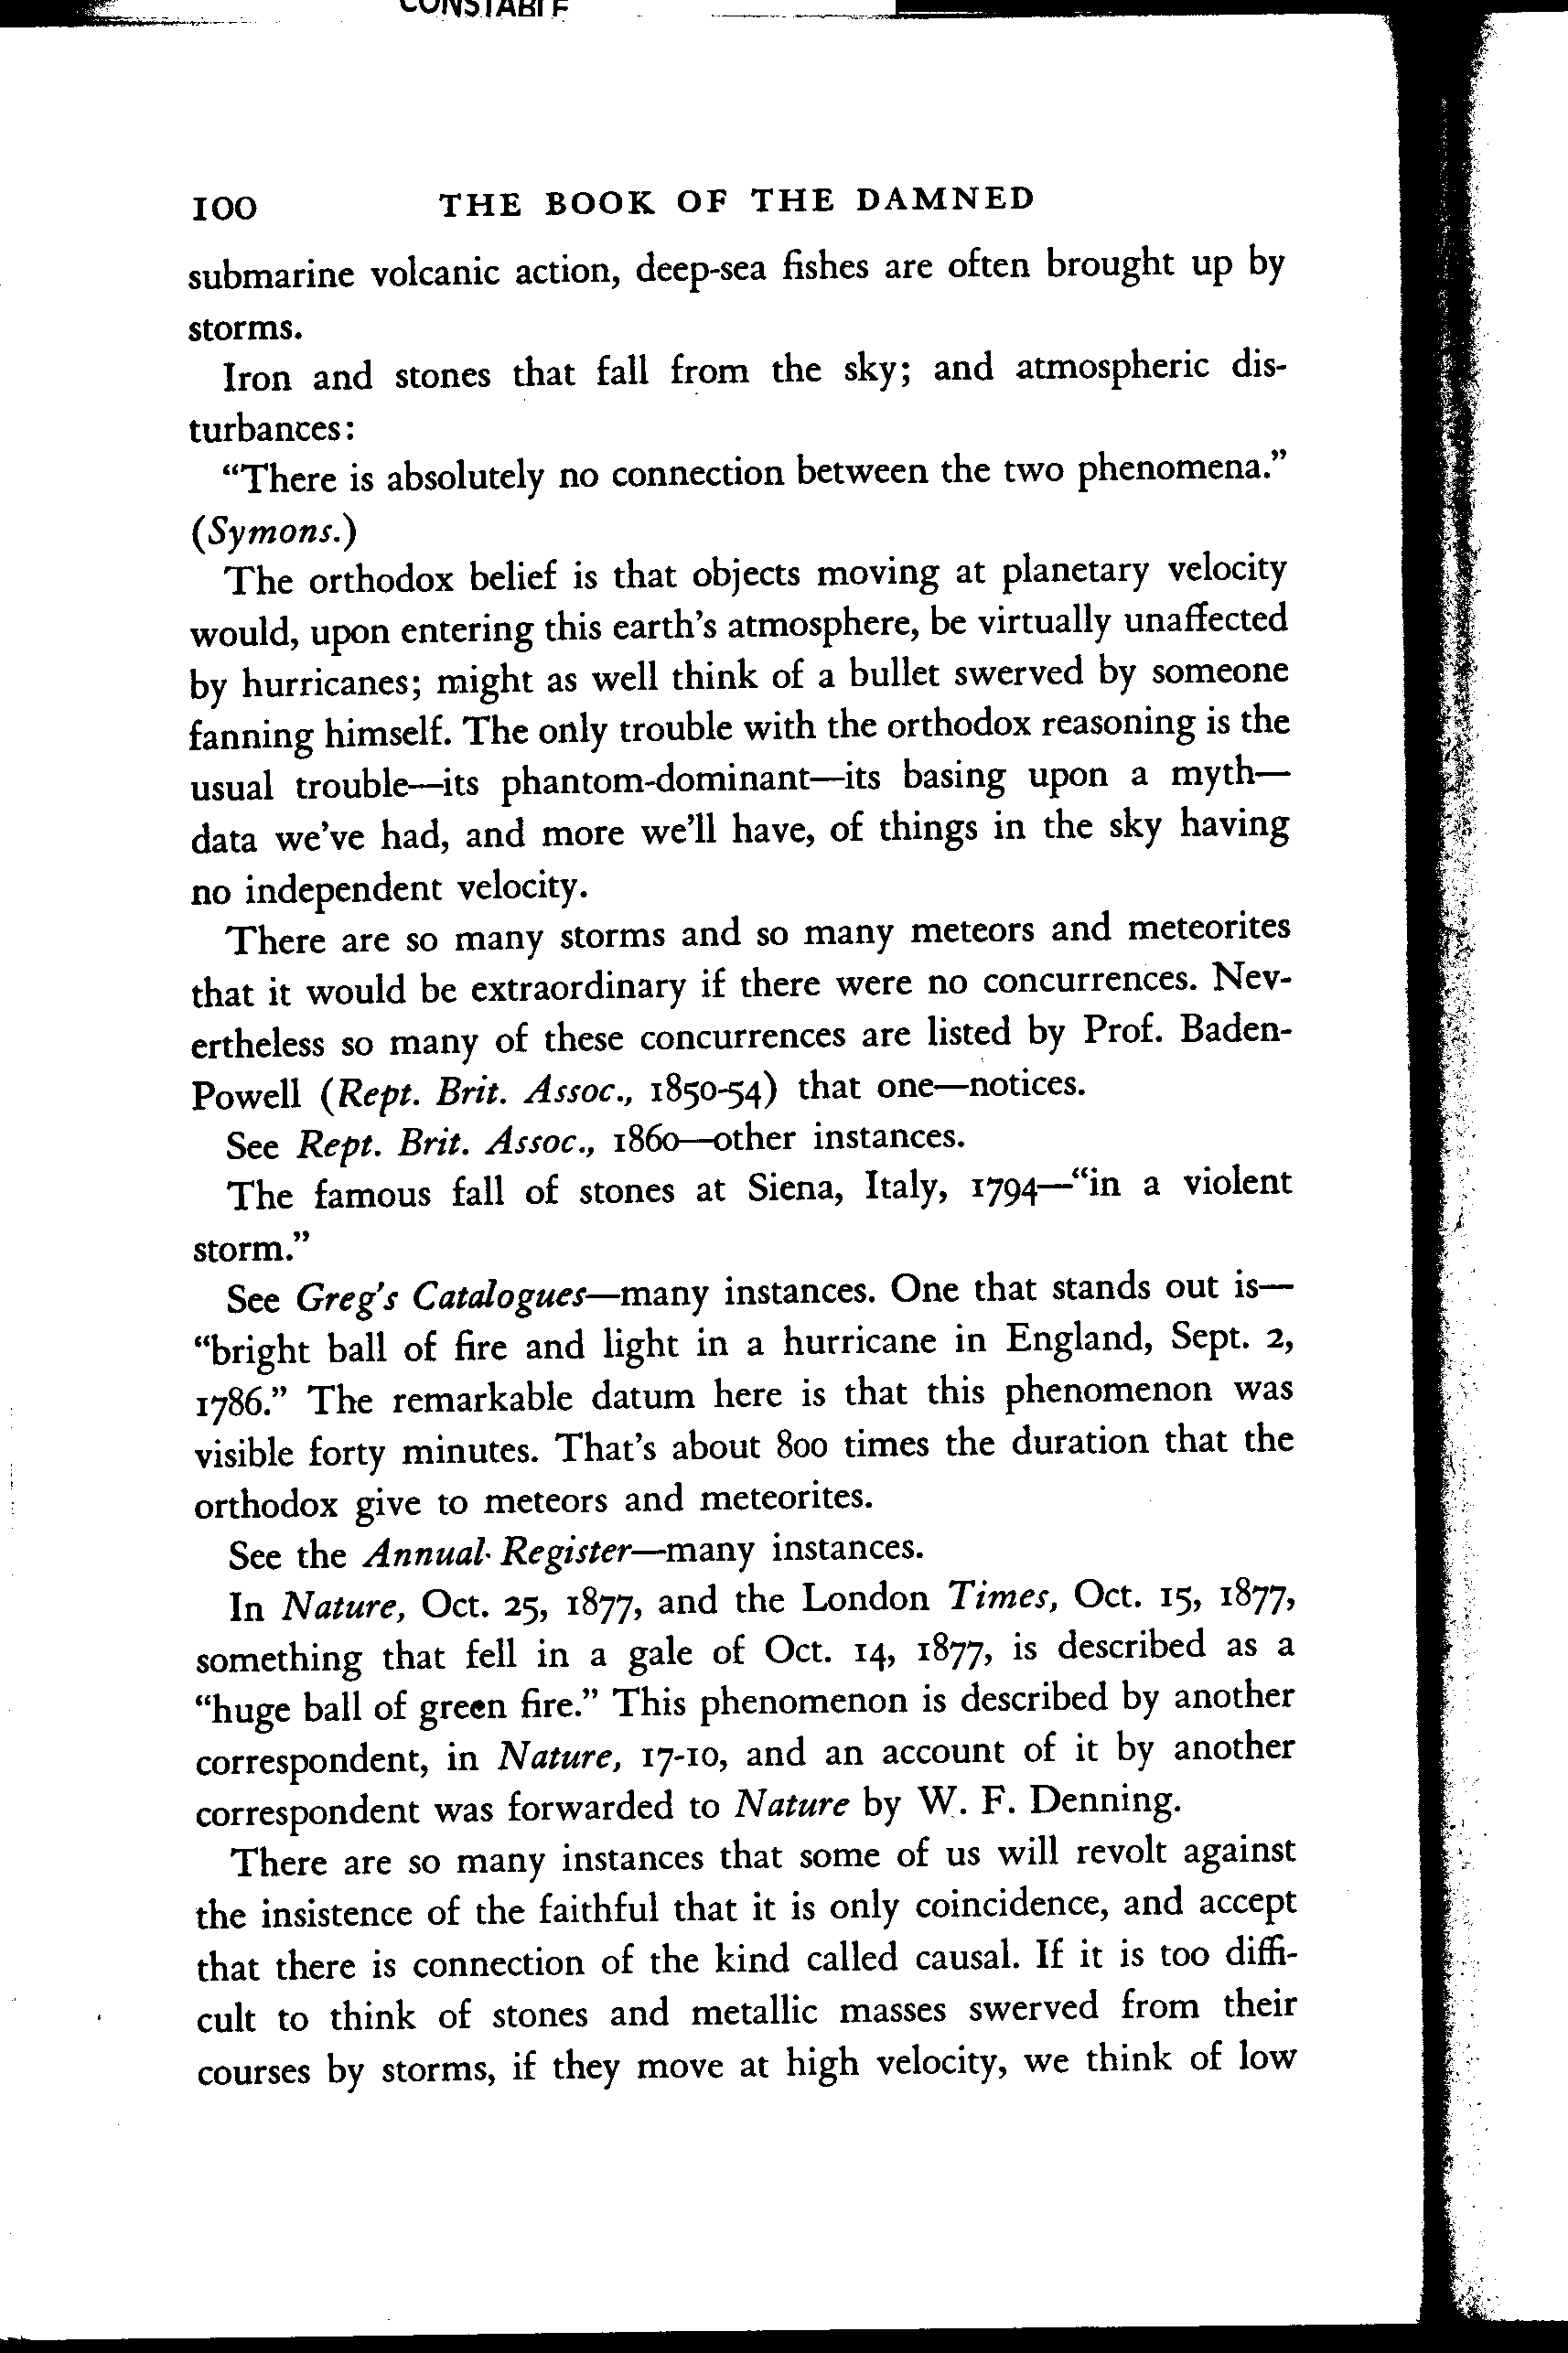 100 THE BOOK OF THE DAMNED
submarine volcanic action, deep-sea fishes are often brought up by
storms.
Iron and stones that fall from the sky; and atmospheric dis-
turbances:
“There is absolutely no connection between the two phenomena.”
(Symons.)
The orthodox belief is that objects moving at planetary velocity
would, upon entering this earth’s atmosphere, be virtually unaffected
by hurricanes; might as well think of a bullet swerved by someone
fanning himself. The only trouble with the orthodox reasoning is the
usual trouble—its phantom-dominant—its basing upon a myth—
data we’ve had, and more we’ll have, of things in the sky having
no independent velocity.
There are so many storms and so many meteors and meteorites
that it would be extraordinary if there were no concurrences. Nev-
ertheless so many of these concurrences are listed by Prof. Baden-
Powell (Rept. Brit. Assoc., 1850-54) that one—notices.
See Rept. Brit. Assoc., 1860—other instances.
The famous fall of stones at Siena, Italy, 1794—“in a violent
storm.”
See Greg’s Catalogues—many instances. One that stands out is—
“bright ball of fire and light in a hurricane in England, Sept. 2,
1786.” The remarkable datum here is that this phenomenon was
visible forty minutes. That’s about 800 times the duration that the
orthodox give to meteors and meteorites.
See the Annual Register—many instances.
In Nature, Oct. 25, 1877, and the London Times, Oct. 15, 1877,
something that fell in a gale of Oct. 14, 1877, is described as a
“huge ball of green fire.” This phenomenon is described by another
correspondent, in Nature, 17-10, and an account of it by another
correspondent was forwarded to Nature by W. F. Denning.
There are so many instances that some of us will revolt against
the insistence of the faithful that it is only coincidence, and accept
that there is connection of the kind called causal. If it is too diffi-
cult to think of stones and metallic masses swerved from their
courses by storms, if they move at high velocity, we think of low